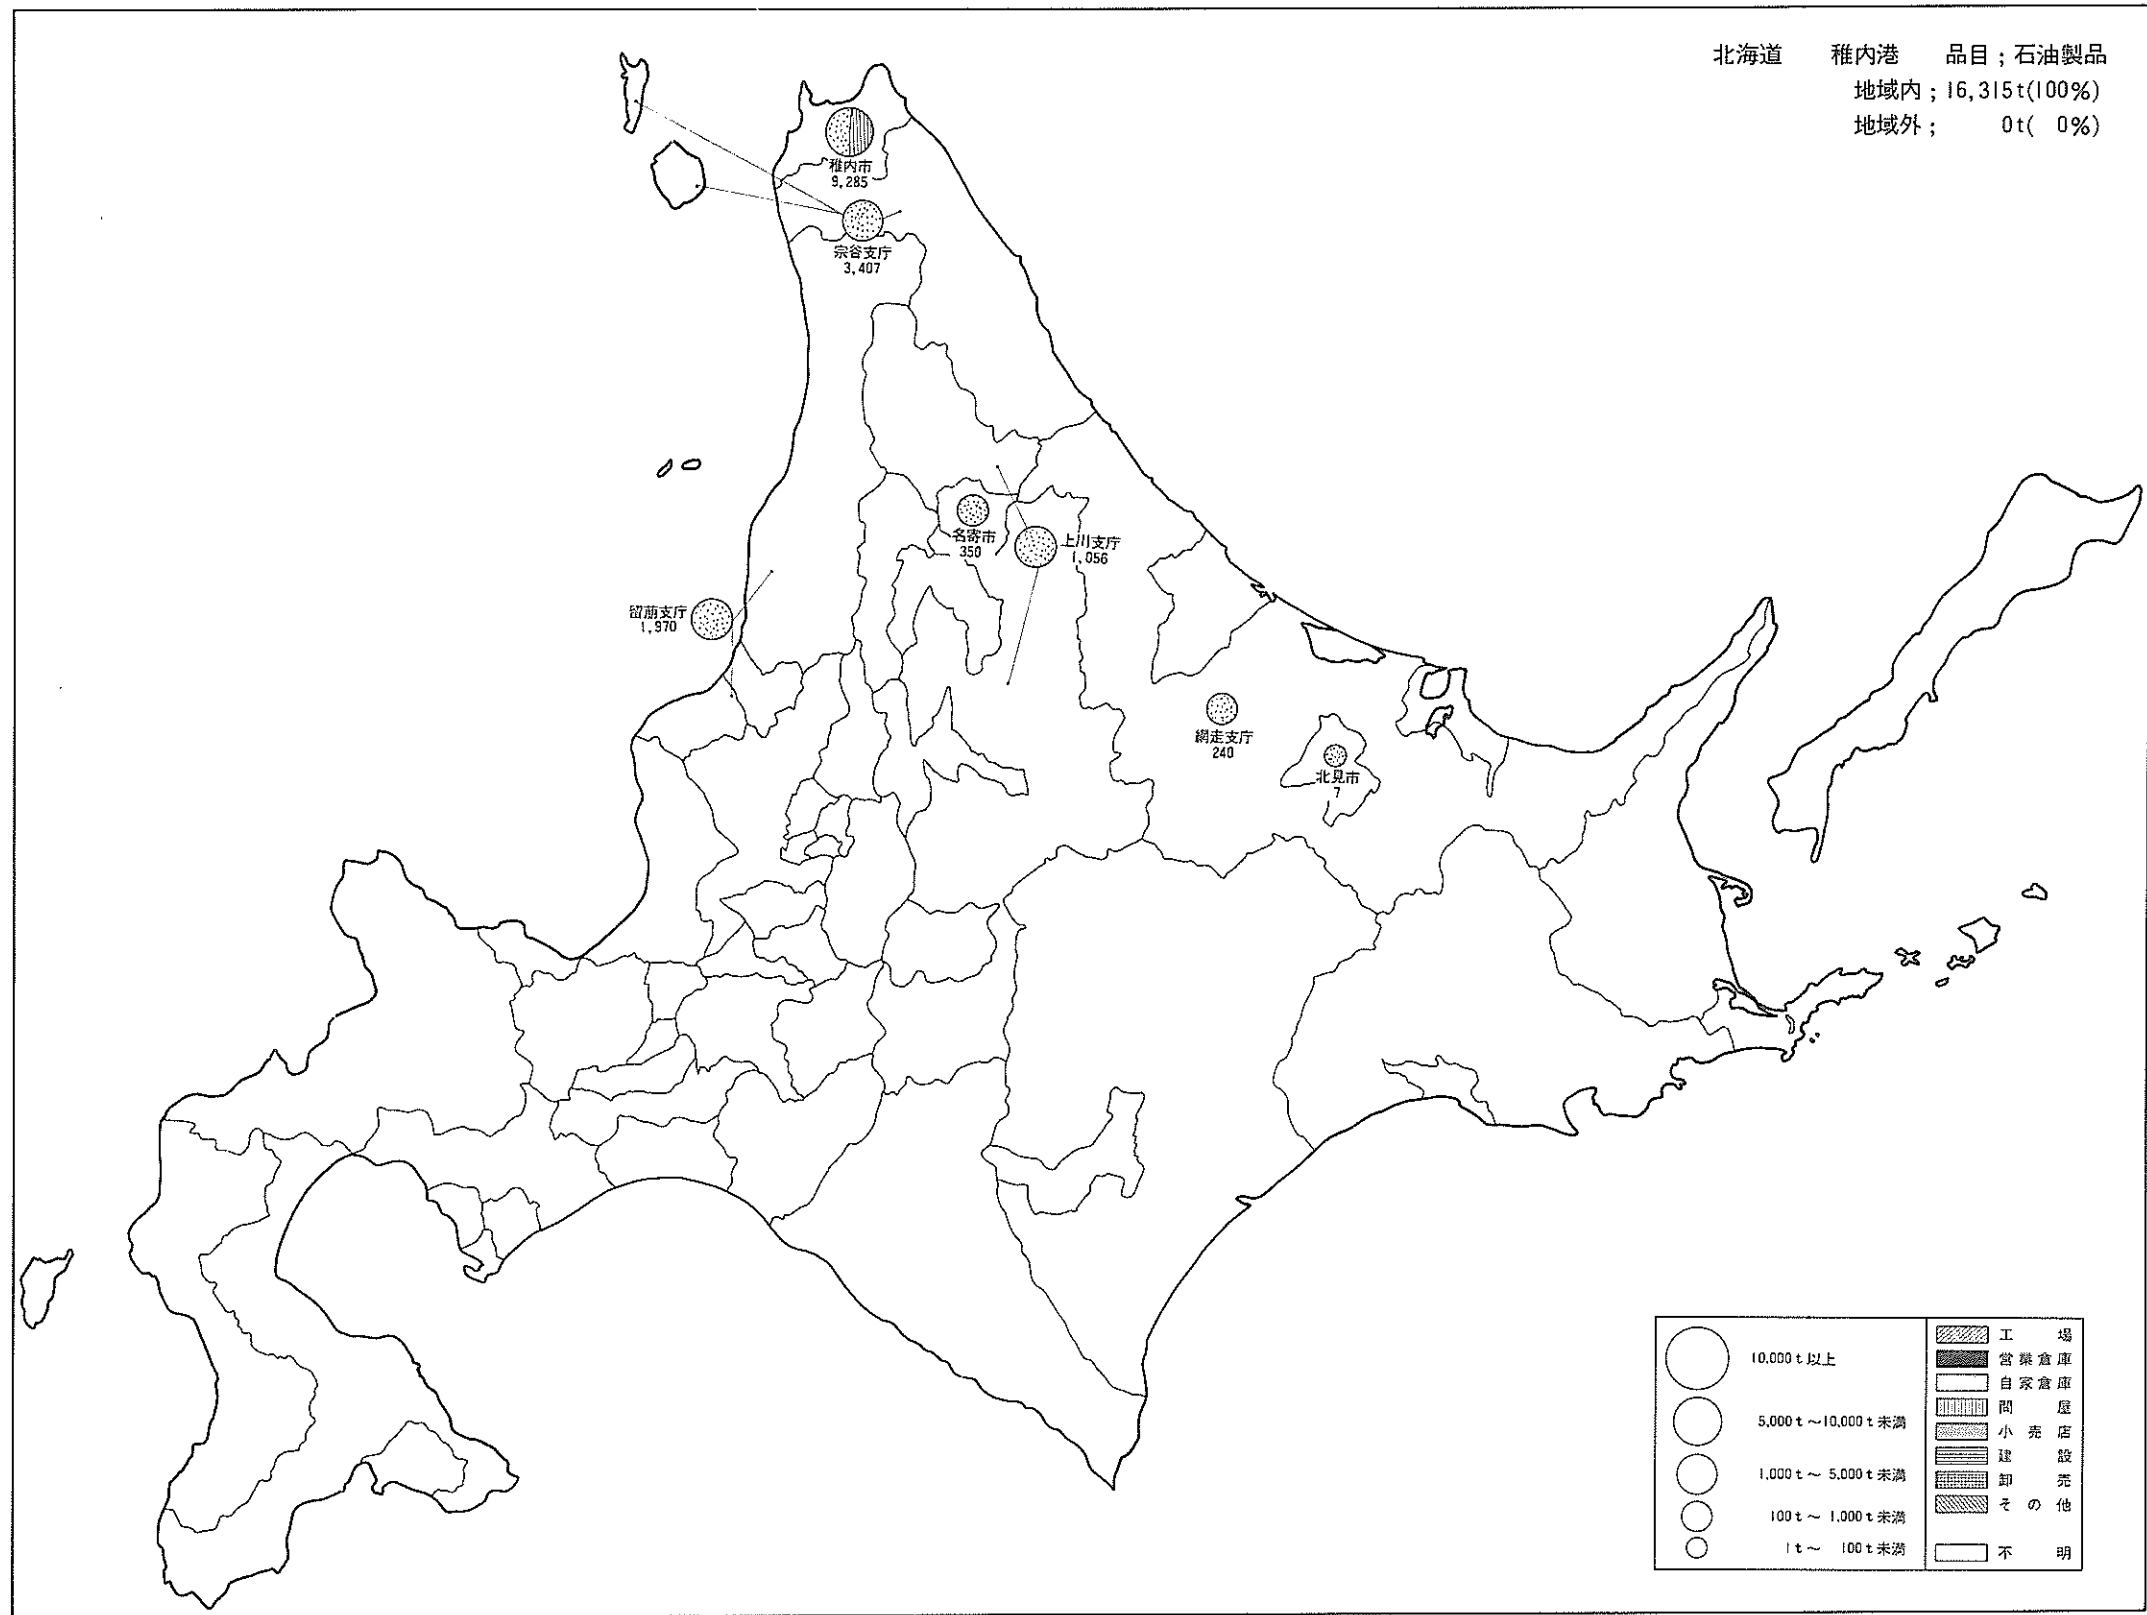 北海道 稚内港 品目;石油製品
地域内;16,315t(100%)
地域外; 0t( 0%)
稚内市
9,285
宗谷支庁
3,407
名寄市
350
上川支庁
1,056
留萠支庁
1,970
網走支庁
240
北見市
7
10,000t以上
5,000t~10,000t未満
1,000t~5,000t未満
100t~1,000t未満
1t~ 100t未満
工場
営業倉庫
自家倉庫
問屋
小売店
建設
卸売
その他
不明